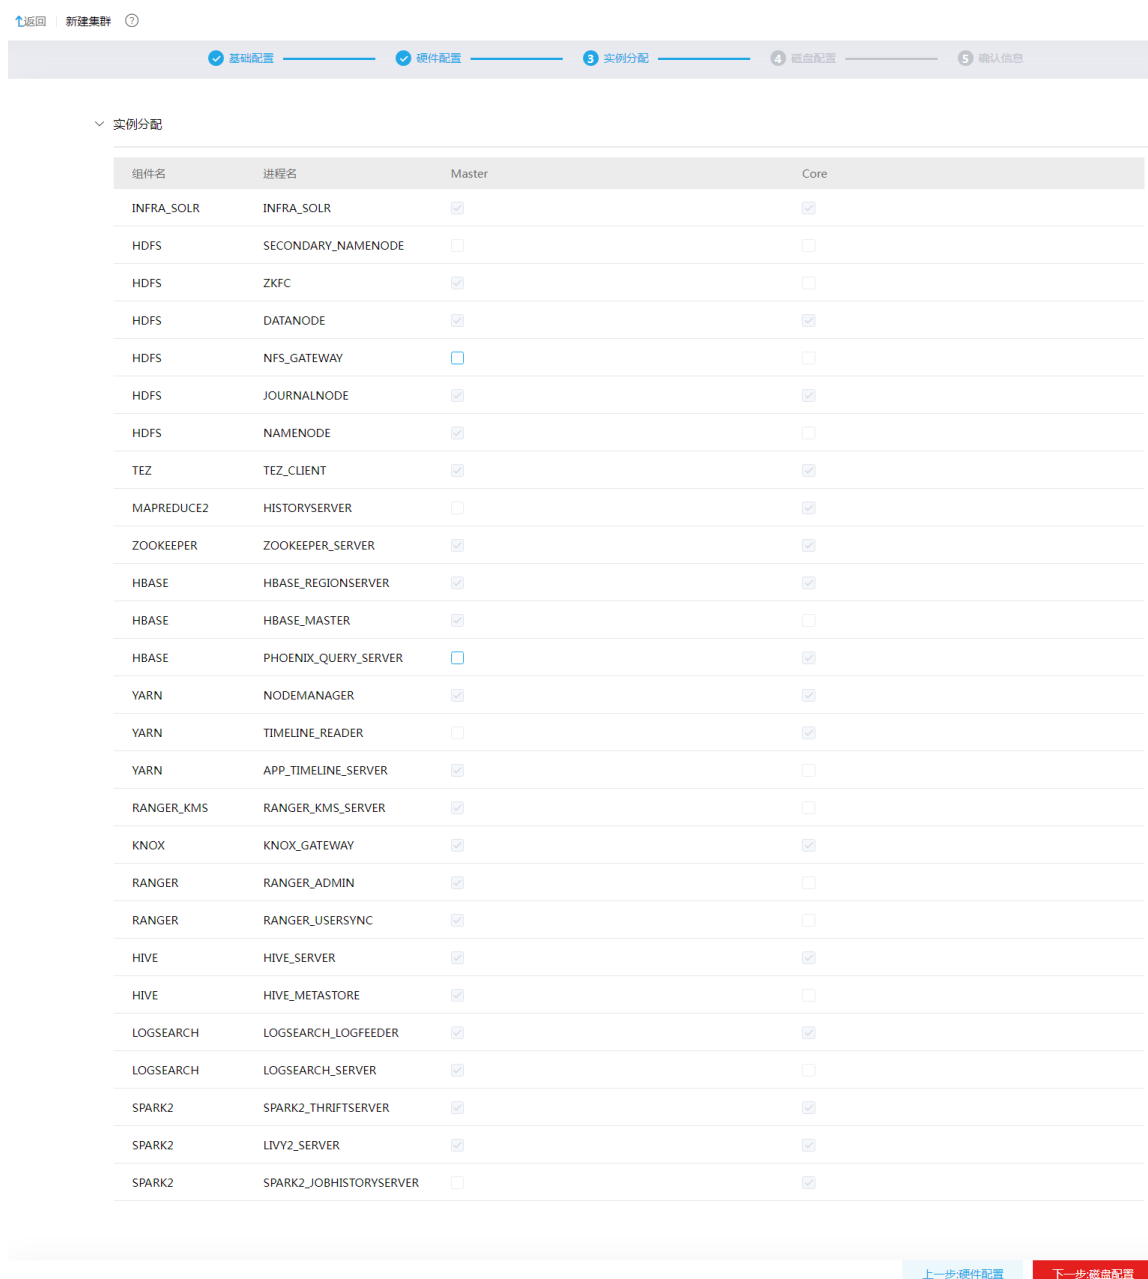 返回 新建集群 ?
基础配置 硬件配置 3 实例分配 4 磁盘配置 5 确认信息
实例分配
组件名 进程名 Master Core
INFRA_SOLR INFRA_SOLR
HDFS SECONDARY_NAMENODE
HDFS ZKFC
HDFS DATANODE
HDFS NFS_GATEWAY
HDFS JOURNALNODE
HDFS NAMENODE
TEZ TEZ_CLIENT
MAPREDUCE2 HISTORYSERVER
ZOOKEEPER ZOOKEEPER_SERVER
HBASE HBASE_REGIONSERVER
HBASE HBASE_MASTER
HBASE PHOENIX_QUERY_SERVER
YARN NODEMANAGER
YARN TIMELINE_READER
YARN APP_TIMELINE_SERVER
RANGER_KMS RANGER_KMS_SERVER
KNOX KNOX_GATEWAY
RANGER RANGER_ADMIN
RANGER RANGER_USERSYNC
HIVE HIVE_SERVER
HIVE HIVE_METASTORE
LOGSEARCH LOGSEARCH_LOGFEEDER
LOGSEARCH LOGSEARCH_SERVER
SPARK2 SPARK2_THRIFTSERVER
SPARK2 LIVY2_SERVER
SPARK2 SPARK2_JOBHISTORYSERVER
上一步:硬件配置 下一步:磁盘配置